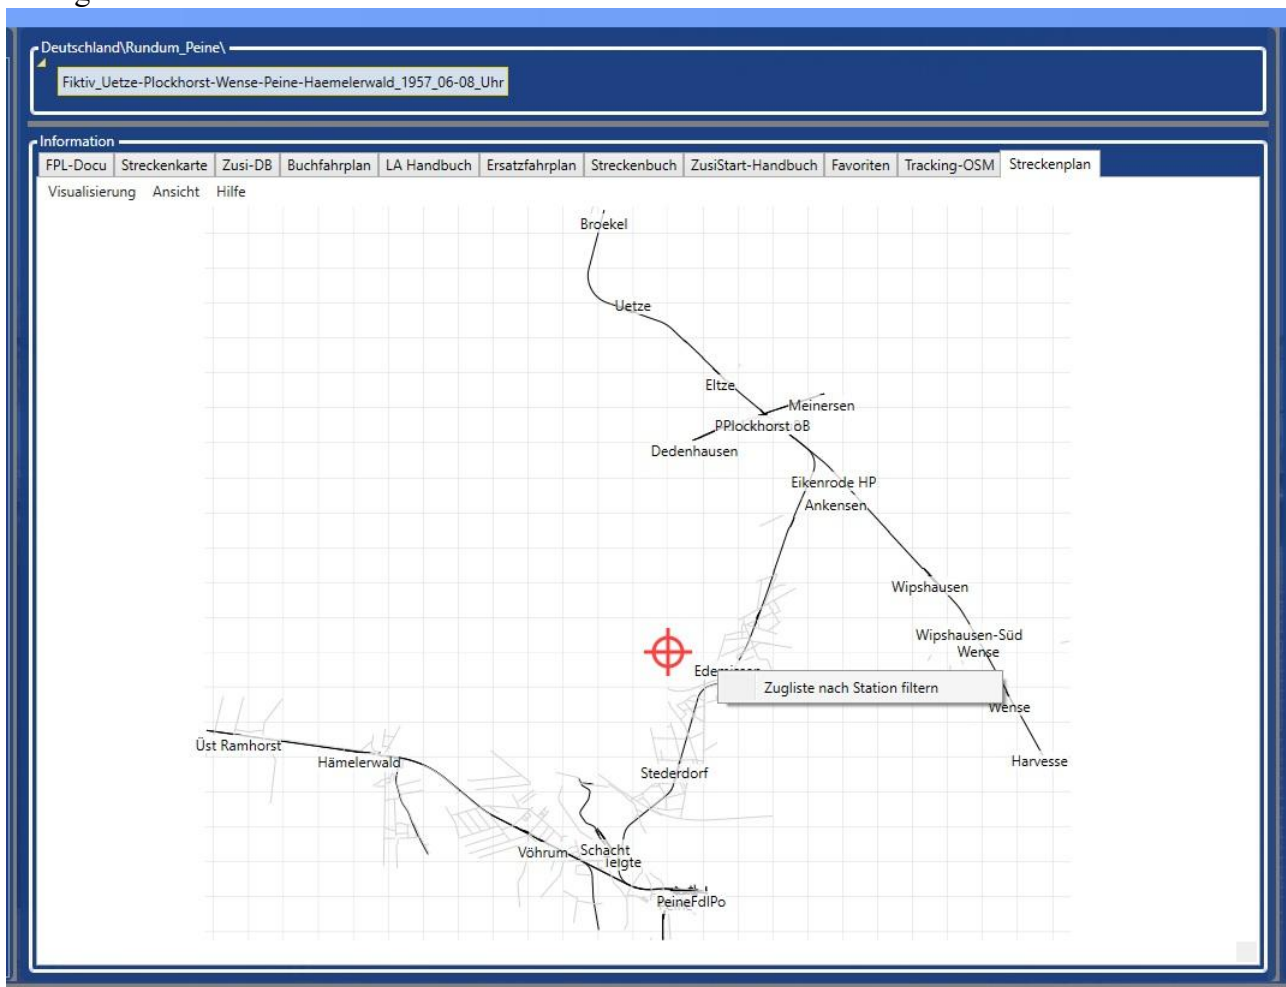 Deutschland\Rundum_Peine\
Fiktiv_Uetze-Plockhorst-Wense-Peine-Haemelerwald_1957_06-08_Uhr
Information
FPL-Docu Streckenkarte Zusi-DB Buchfahrplan LA Handbuch Ersatzfahrplan Streckenbuch ZusiStart-Handbuch Favoriten Tracking-OSM Streckenplan
Visualisierung Ansicht Hilfe
Broekel
Uetze
Eltze
Meinersen
PPlockhorst öB
Dedenhausen
Eikenrode HP
Ankensen
Wipshausen
Wipshausen-Süd
Wense
Zugliste nach Station filtern
Wense
Üst Ramhorst
Hämelerwald
Stederdorf
Harvesse
Vöhrum
Schacht
PeineFdlPo